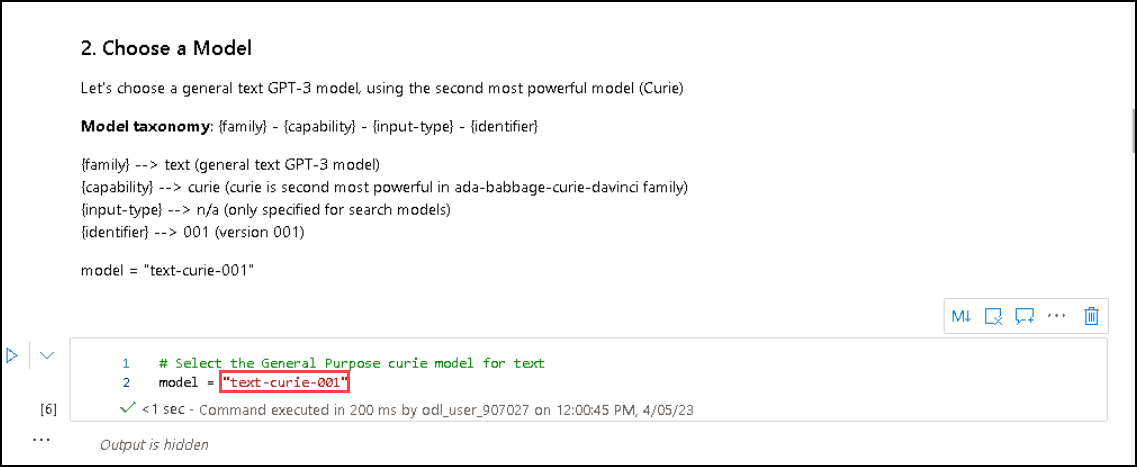 2. Choose a Model
Let's choose a general text GPT-3 model, using the second most powerful model (Curie)
Model taxonomy: {family} - {capability} - {input-type} - {identifier}
{family} --> text (general text GPT-3 model)
{capability} --> curie (curie is second most powerful in ada-babbage-curie-davinci family)
{input-type} --> n/a (only specified for search models)
{identifier} --> 001 (version 001)
model = "text-curie-001"
M↓
1 # Select the General Purpose curie model for text
2 model = "text-curie-001"
[6] <1 sec - Command executed in 200 ms by odl_user_907027 on 12:00:45 PM, 4/05/23
Output is hidden